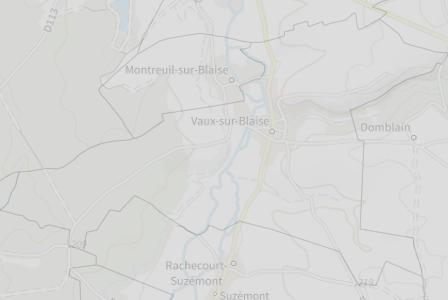 D113
Montreuil-sur-Blaise
Vaux-sur-Blaise
Domblain
Rachecourt-
Suzémont
Suzémont